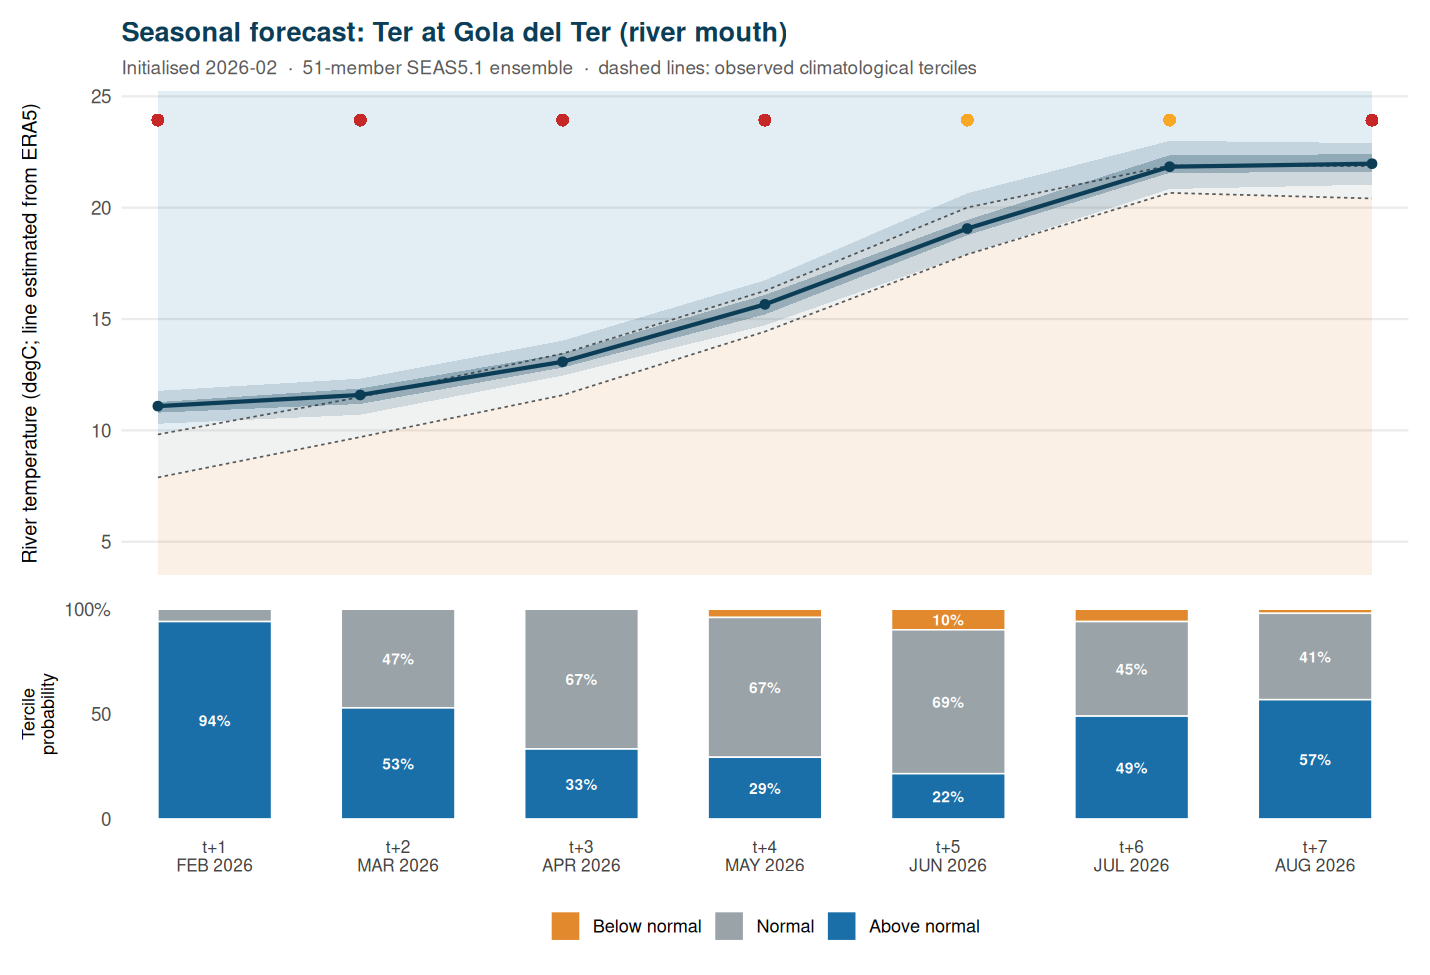 Seasonal forecast: Ter at Gola del Ter (river mouth)
Initialised 2026-02 · 51-member SEAS5.1 ensemble · dashed lines: observed climatological terciles
River temperature (degC; line estimated from ERA5)
25
20
15
10
5
Tercile
probability
100%
50
0
94%
47%
53%
67%
33%
67%
29%
10%
69%
22%
45%
49%
41%
57%
t+1
FEB 2026
t+2
MAR 2026
t+3
APR 2026
t+4
MAY 2026
t+5
JUN 2026
t+6
JUL 2026
t+7
AUG 2026
Below normal
Normal
Above normal